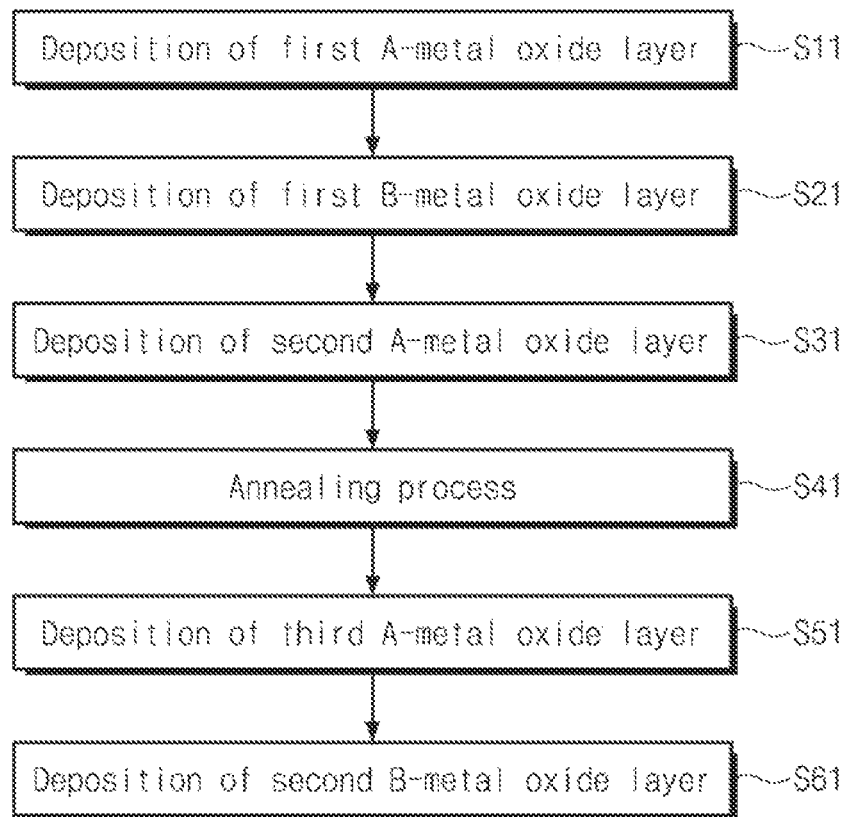 Deposition of first A-metal oxide layer S11
Deposition of first B-metal oxide layer S21
Deposition of second A-metal oxide layer S31
Annealing process S41
Deposition of third A-metal oxide layer S51
Deposition of second B-metal oxide layer S61